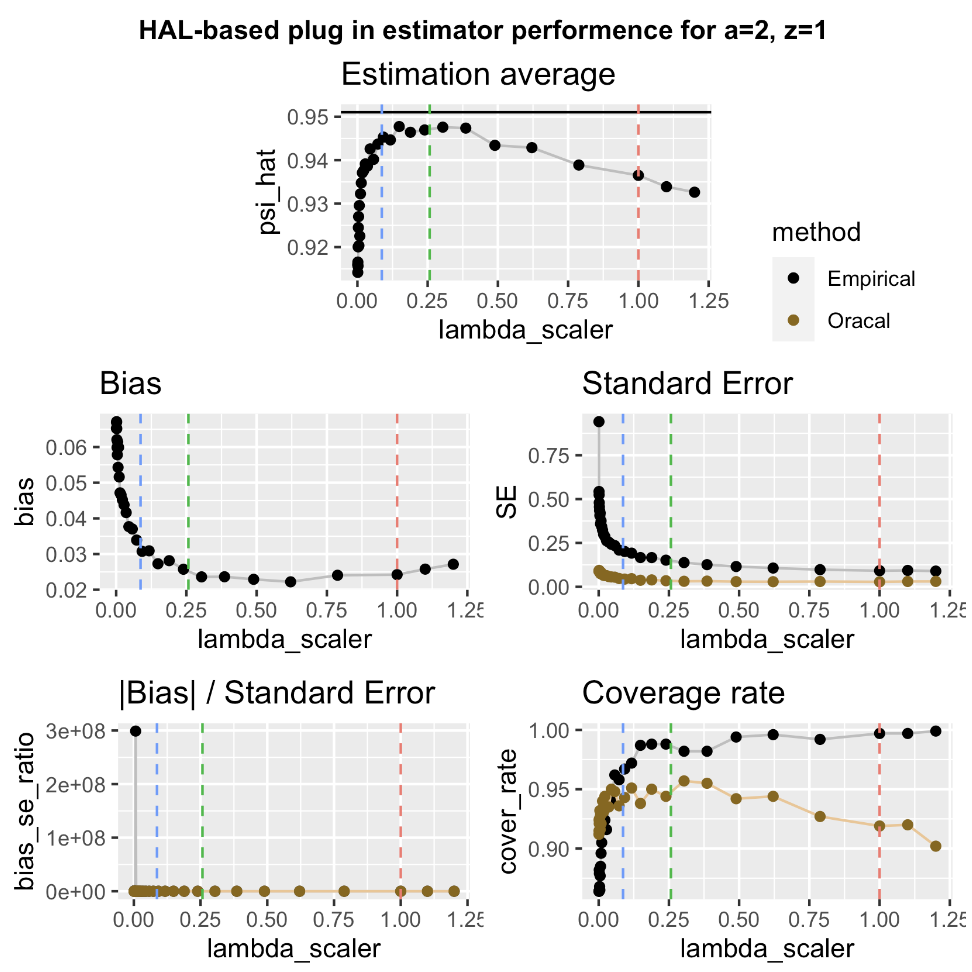 HAL-based plug in estimator performence for a=2, z=1
Estimation average
psi_hat
0.95
0.94
0.93
0.92
0.00 0.25 0.50 0.75 1.00 1.25
lambda_scaler
method
Empirical
Oracal
Bias
bias
0.06
0.05
0.04
0.03
0.02
0.00 0.25 0.50 0.75 1.00 1.25
lambda_scaler
Standard Error
SE
0.75
0.50
0.25
0.00
0.00 0.25 0.50 0.75 1.00 1.25
lambda_scaler
|Bias| / Standard Error
bias_se_ratio
3e+08
2e+08
1e+08
0e+00
0.00 0.25 0.50 0.75 1.00 1.25
lambda_scaler
Coverage rate
cover_rate
1.00
0.95
0.90
0.00 0.25 0.50 0.75 1.00 1.25
lambda_scaler